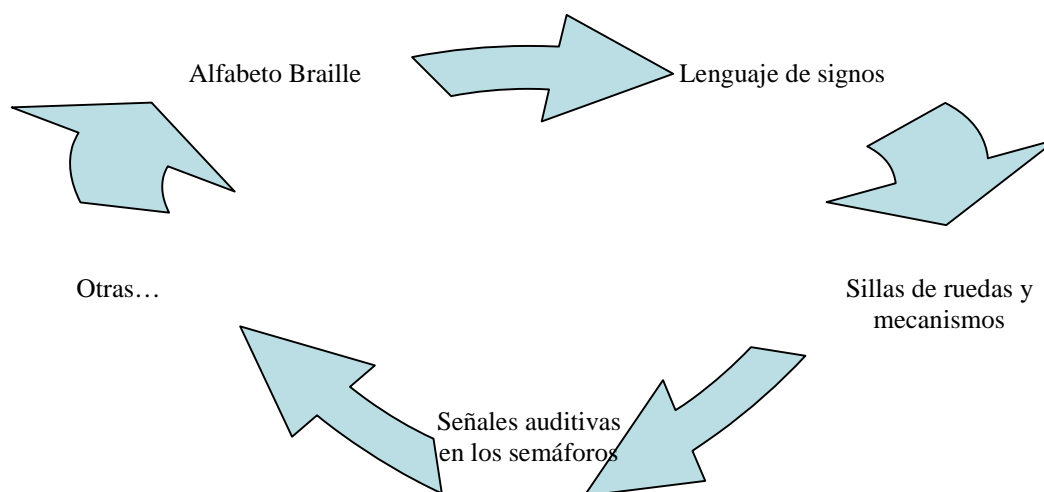 Alfabeto Braille
Lenguaje de signos
Sillas de ruedas y
mecanismos
Señales auditivas
en los semáforos
Otras…